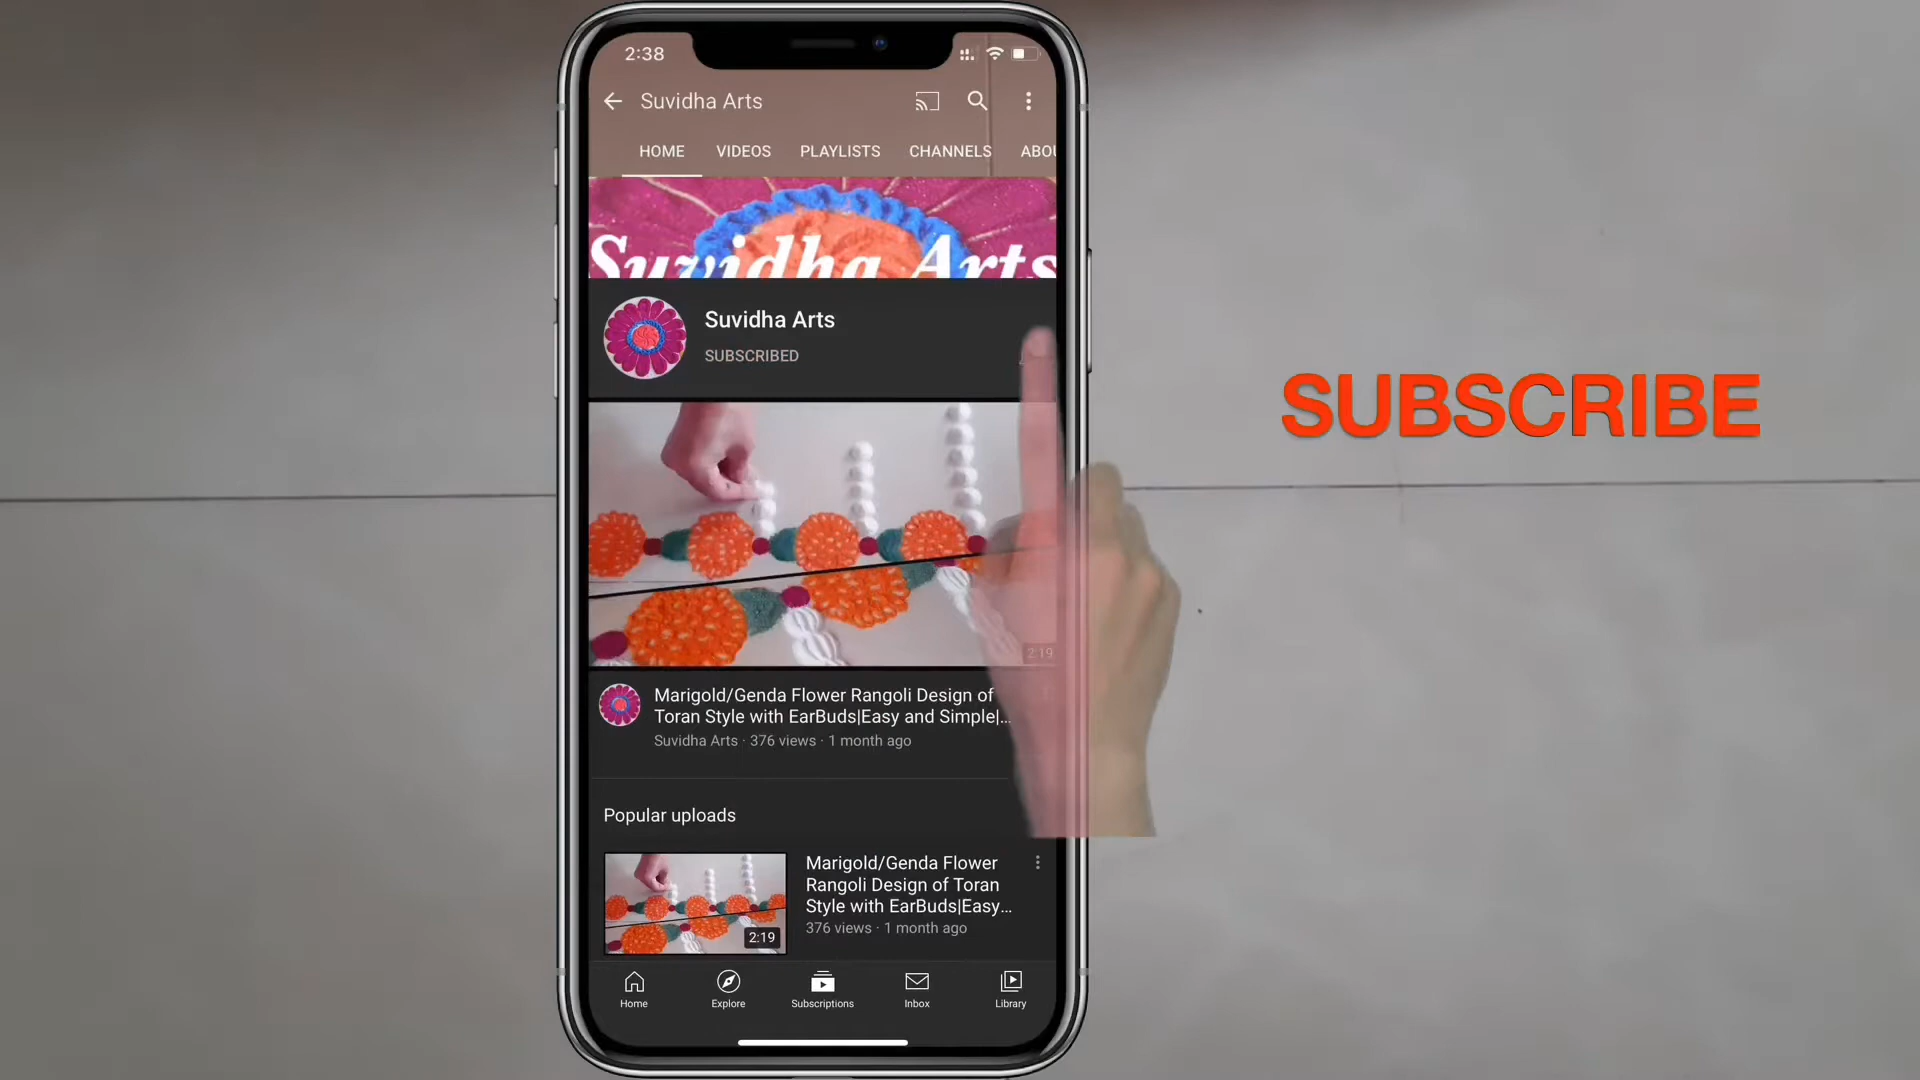 2:38
Suvidha Arts
HOME VIDEOS PLAYLISTS CHANNELS ABOU
Suvidha Arts
Suvidha Arts
SUBSCRIBED
SUBSCRIBE
2:19
Marigold/Genda Flower Rangoli Design of
Toran Style with EarBuds|Easy and Simple|...
Suvidha Arts · 376 views · 1 month ago
Popular uploads
Marigold/Genda Flower
Rangoli Design of Toran
Style with EarBuds|Easy...
376 views · 1 month ago
2:19
Home Explore Subscriptions Inbox Library